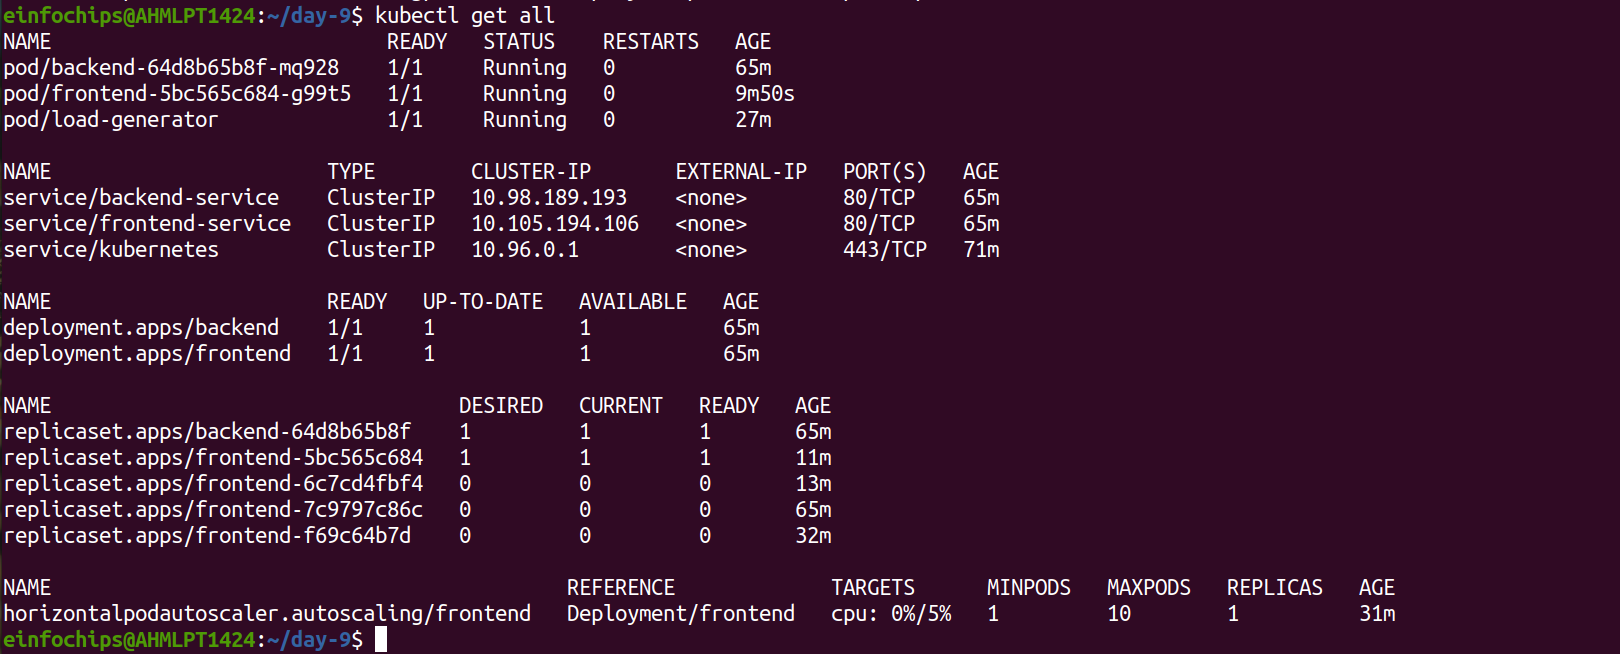 einfochips@AHMLPT1424:~/day-9$ kubectl get all
NAME READY STATUS RESTARTS AGE
pod/backend-64d8b65b8f-mq928 1/1 Running 0 65m
pod/frontend-5bc565c684-g99t5 1/1 Running 0 9m50s
pod/load-generator 1/1 Running 0 27m
NAME TYPE CLUSTER-IP EXTERNAL-IP PORT(S) AGE
service/backend-service ClusterIP 10.98.189.193 <none> 80/TCP 65m
service/frontend-service ClusterIP 10.105.194.106 <none> 80/TCP 65m
service/kubernetes ClusterIP 10.96.0.1 <none> 443/TCP 71m
NAME READY UP-TO-DATE AVAILABLE AGE
deployment.apps/backend 1/1 1 1 65m
deployment.apps/frontend 1/1 1 1 65m
NAME DESIRED CURRENT READY AGE
replicaset.apps/backend-64d8b65b8f 1 1 1 65m
replicaset.apps/frontend-5bc565c684 1 1 1 11m
replicaset.apps/frontend-6c7cd4fbf4 0 0 0 13m
replicaset.apps/frontend-7c9797c86c 0 0 0 65m
replicaset.apps/frontend-f69c64b7d 0 0 0 32m
NAME REFERENCE TARGETS MINPODS MAXPODS REPLICAS AGE
horizontalpodautoscaler.autoscaling/frontend Deployment/frontend cpu: 0%/5% 1 10 1 31m
einfochips@AHMLPT1424:~/day-9$